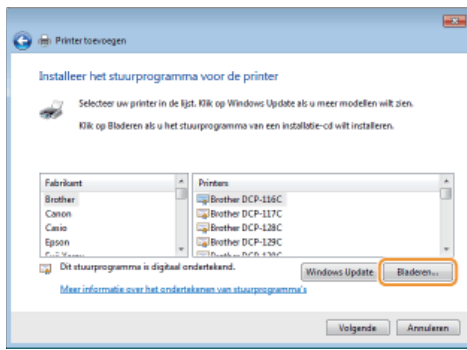 Printer toevoegen
Installeer het stuurprogramma voor de printer
Selecteer uw printer in de lijst. Klik op Windows Update als u meer modellen wilt zien.
Klik op Bladeren als u het stuurprogramma van een installatie-cd wilt installeren.
Fabrikant
Brother
Canon
Casio
Epson
Printers
Brother DCP-116C
Brother DCP-117C
Brother DCP-128C
Brother DCP-129C
Dit stuurprogramma is digitaal ondertekend.
Meer informatie over het ondertekenen van stuurprogramma's
Windows Update
Bladeren...
Volgende
Annuleren